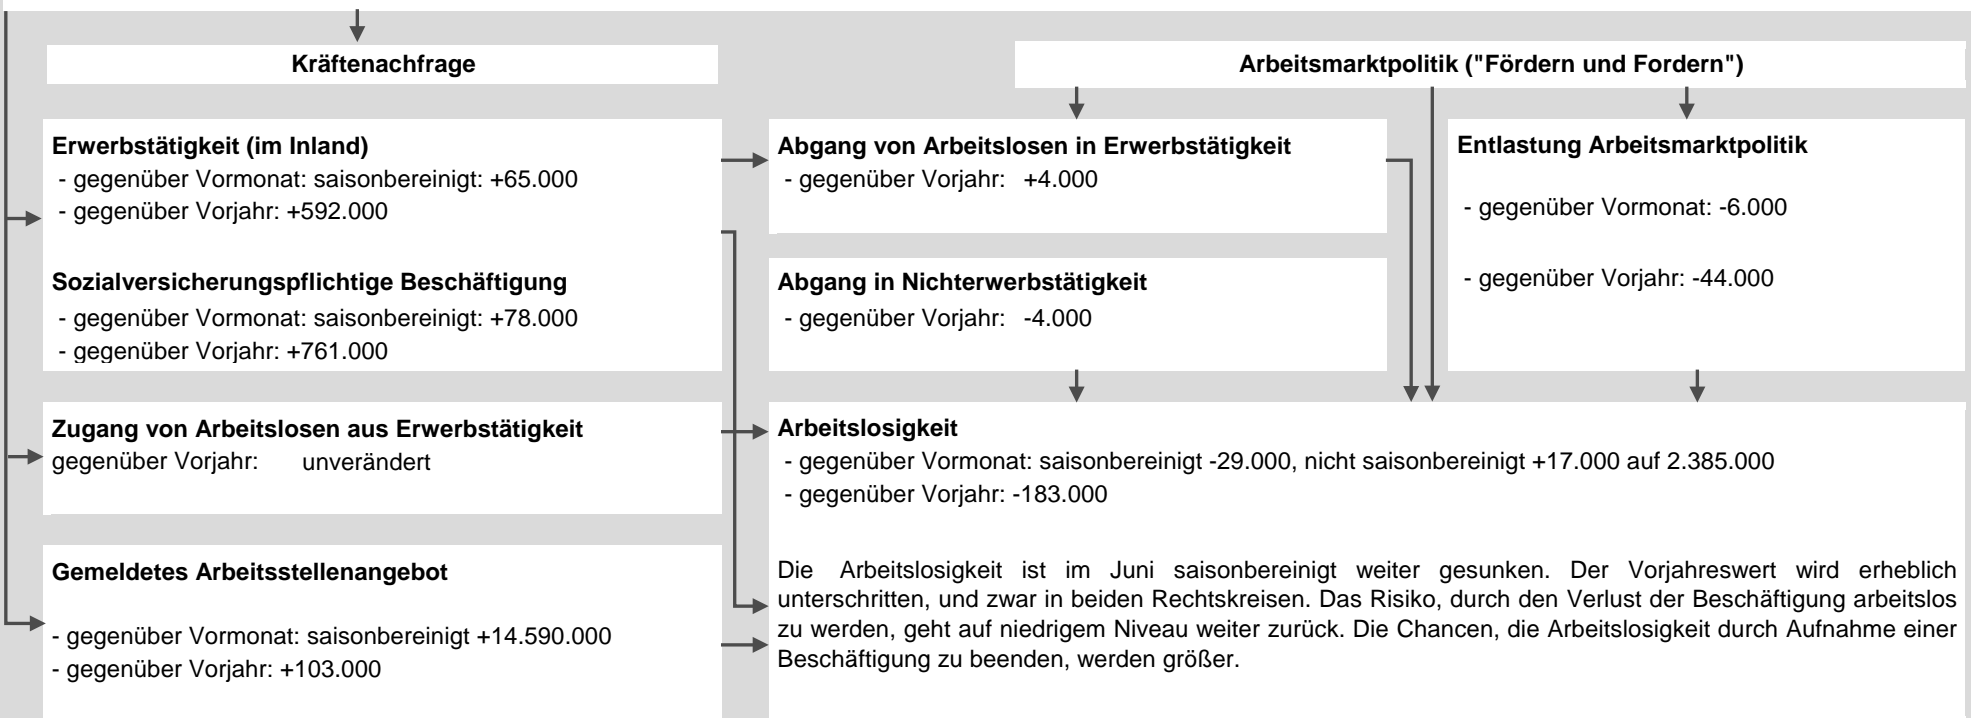 Kräftenachfrage
Arbeitsmarktpolitik ("Fördern und Fordern")
Erwerbstätigkeit (im Inland)
- gegenüber Vormonat: saisonbereinigt: +65.000
- gegenüber Vorjahr: +592.000
Sozialversicherungspflichtige Beschäftigung
- gegenüber Vormonat: saisonbereinigt: +78.000
- gegenüber Vorjahr: +761.000
Abgang von Arbeitslosen in Erwerbstätigkeit
- gegenüber Vorjahr: +4.000
Abgang in Nichterwerbstätigkeit
- gegenüber Vorjahr: -4.000
Entlastung Arbeitsmarktpolitik
- gegenüber Vormonat: -6.000
- gegenüber Vorjahr: -44.000
Zugang von Arbeitslosen aus Erwerbstätigkeit
gegenüber Vorjahr: unverändert
Gemeldetes Arbeitsstellenangebot
- gegenüber Vormonat: saisonbereinigt +14.590.000
- gegenüber Vorjahr: +103.000
Arbeitslosigkeit
- gegenüber Vormonat: saisonbereinigt -29.000, nicht saisonbereinigt +17.000 auf 2.385.000
- gegenüber Vorjahr: -183.000
Die Arbeitslosigkeit ist im Juni saisonbereinigt weiter gesunken. Der Vorjahreswert wird erheblich
unterschritten, und zwar in beiden Rechtskreisen. Das Risiko, durch den Verlust der Beschäftigung arbeitslos
zu werden, geht auf niedrigem Niveau weiter zurück. Die Chancen, die Arbeitslosigkeit durch Aufnahme einer
Beschäftigung zu beenden, werden größer.